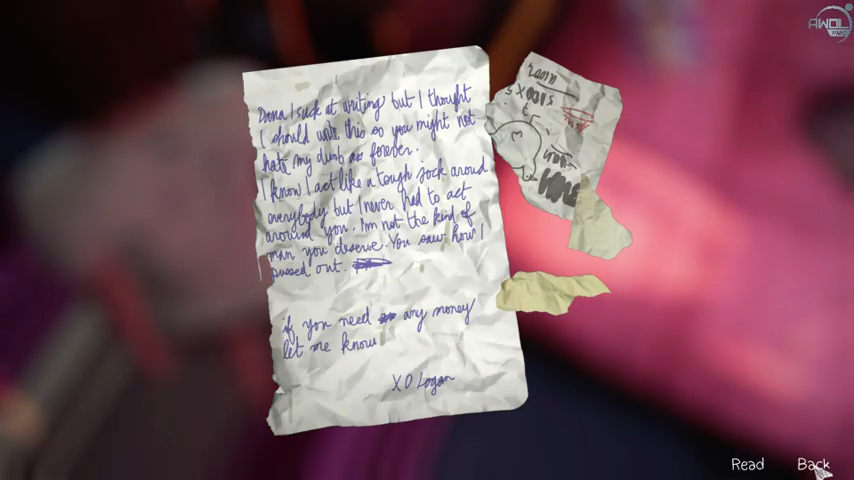 Dana I suck at writing but I thought
I should write this so you might not
hate my dumb ass forever.
I know I act like a tough jock around
everybody but I never had to act
around you. I'm not the kind of
man you deserve. You saw how I
pussed out.
if you need any money
let me know
XO Logan
room
AWOL
Read
Back